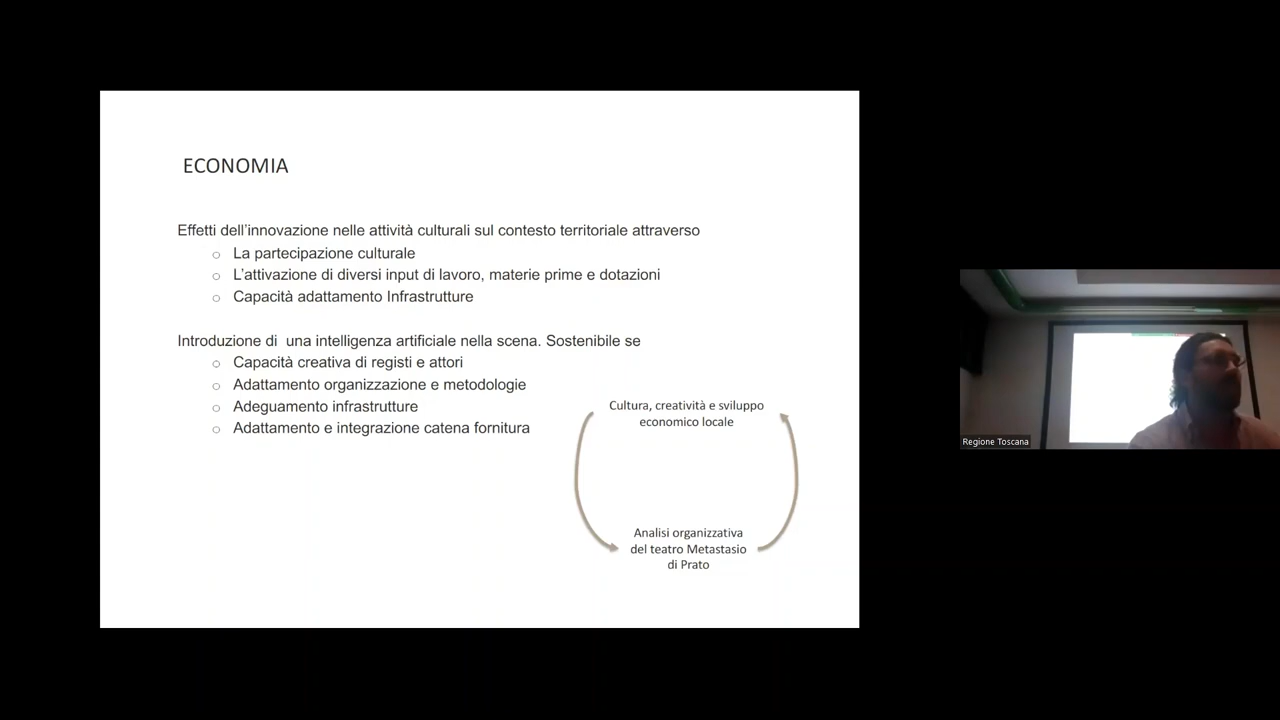 ECONOMIA
Effetti dell'innovazione nelle attività culturali sul contesto territoriale attraverso
La partecipazione culturale
L'attivazione di diversi input di lavoro, materie prime e dotazioni
Capacità adattamento Infrastrutture
Introduzione di  una intelligenza artificiale nella scena. Sostenibile se
Capacità creativa di registi e attori
Adattamento organizzazione e metodologie
Adeguamento infrastrutture
Adattamento e integrazione catena fornitura
Cultura, creatività e sviluppo
economico locale
Analisi organizzativa
del teatro Metastasio
di Prato
Regione Toscana